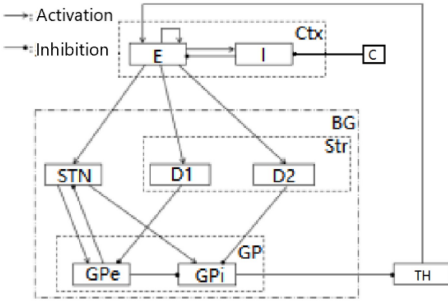 Activation
Inhibition
Ctx
E
I
C
BG
Str
STN
D1
D2
GP
GPe
GPi
TH